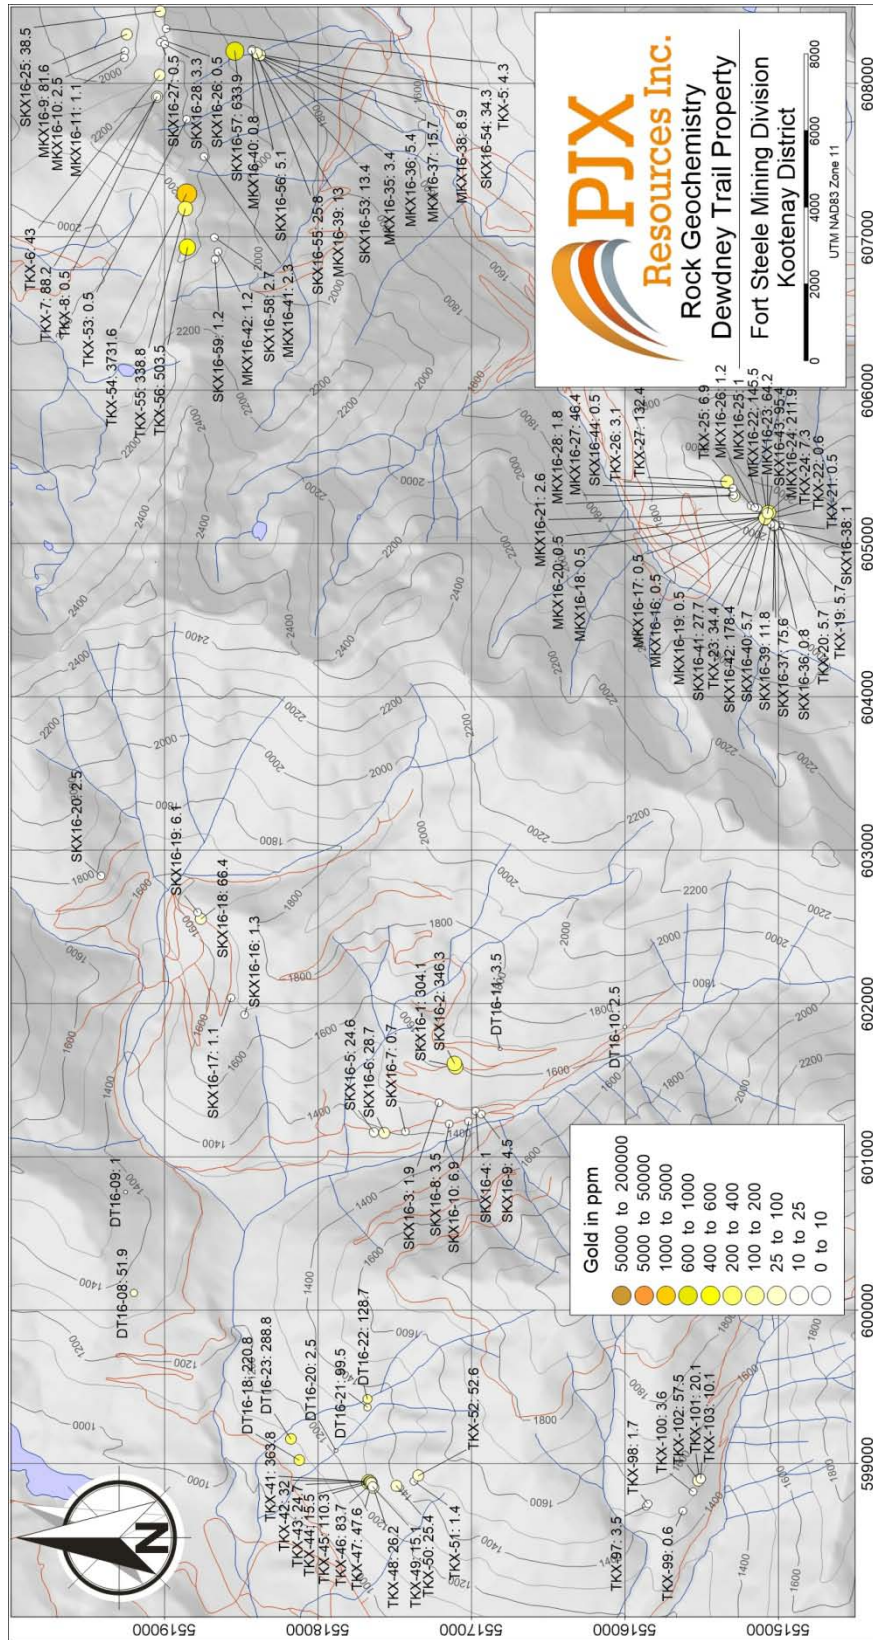 PJX
Resources Inc.
Rock Geochemistry
Dewdney Trail Property
Fort Steele Mining Division
Kootenay District
0 2000 4000 6000 8000
UTM NAD83 Zone 11
Gold in ppm
50000 to 200000
5000 to 50000
1000 to 5000
600 to 1000
400 to 600
200 to 400
100 to 200
25 to 100
10 to 25
0 to 10
N
5519000
5518000
5517000
5516000
5515000
599000
600000
601000
602000
603000
604000
605000
606000
607000
608000
DT16-08: 51.9
DT16-09: 1
DT16-18: 220.8
DT16-23: 288.8
DT16-20: 2.5
DT16-21: 99.5
DT16-22: 128.7
TKX-41: 363.8
TKX-42: 32
TKX-43: 24.7
TKX-44: 15.5
TKX-45: 110.3
TKX-46: 83.7
TKX-47: 47.6
TKX-48: 26.2
TKX-49: 15.1
TKX-50: 25.4
TKX-51: 1.4
TKX-52: 52.6
TKX-97: 3.5
TKX-98: 1.7
TKX-99: 0.6
TKX-100: 3.6
TKX-102: 57.5
TKX-101: 20.1
TKX-103: 10.1
SKX16-20: 2.5
SKX16-19: 6.1
SKX16-18: 66.4
SKX16-17: 1.1
SKX16-16: 1.3
SKX16-5: 24.6
SKX16-6: 28.7
SKX16-7: 0.7
SKX16-1: 304.1
SKX16-2: 346.3
DT16-14: 3.5
DT16-10: 2.5
SKX16-3: 1.9
SKX16-8: 3.5
SKX16-10: 6.9
SKX16-4: 1
SKX16-9: 4.5
SKX16-25: 38.5
MKX16-9: 81.6
MKX16-10: 2.5
MKX16-11: 1.1
SKX16-27: 0.5
SKX16-28: 3.3
SKX16-26: 0.5
SKX16-57: 633.9
MKX16-40: 0.8
SKX16-56: 5.1
SKX16-55: 25.8
MKX16-39: 13
SKX16-53: 13.4
MKX16-35: 3.4
MKX16-36: 5.4
MKX16-37: 15.7
MKX16-38: 8.9
SKX16-54: 34.3
TKX-5: 4.3
TKX-6: 43
TKX-7: 88.2
TKX-8: 0.5
TKX-53: 0.5
TKX-54: 3731.6
TKX-55: 338.8
TKX-56: 503.5
SKX16-59: 1.2
MKX16-42: 1.2
SKX16-58: 2.7
MKX16-41: 2.3
MKX16-21: 2.6
MKX16-28: 1.8
MKX16-27: 46.4
SKX16-44: 0.5
TKX-26: 3.1
TKX-27: 132.4
MKX16-20: 0.5
MKX16-18: 0.5
MKX16-17: 0.5
MKX16-16: 0.5
MKX16-19: 0.5
SKX16-41: 27.7
TKX-23: 34.4
SKX16-42: 178.4
SKX16-40: 5.7
SKX16-39: 11.8
SKX16-37: 75.6
SKX16-36: 0.8
TKX-20: 5.7
TKX-19: 5.7
SKX16-38: 1
TKX-25: 6.9
MKX16-26: 1.2
MKX16-25: 1
MKX16-22: 145.5
MKX16-23: 64.2
SKX16-43: 95.4
MKX16-24: 211.9
TKX-24: 7.3
TKX-22: 0.6
TKX-21: 0.5